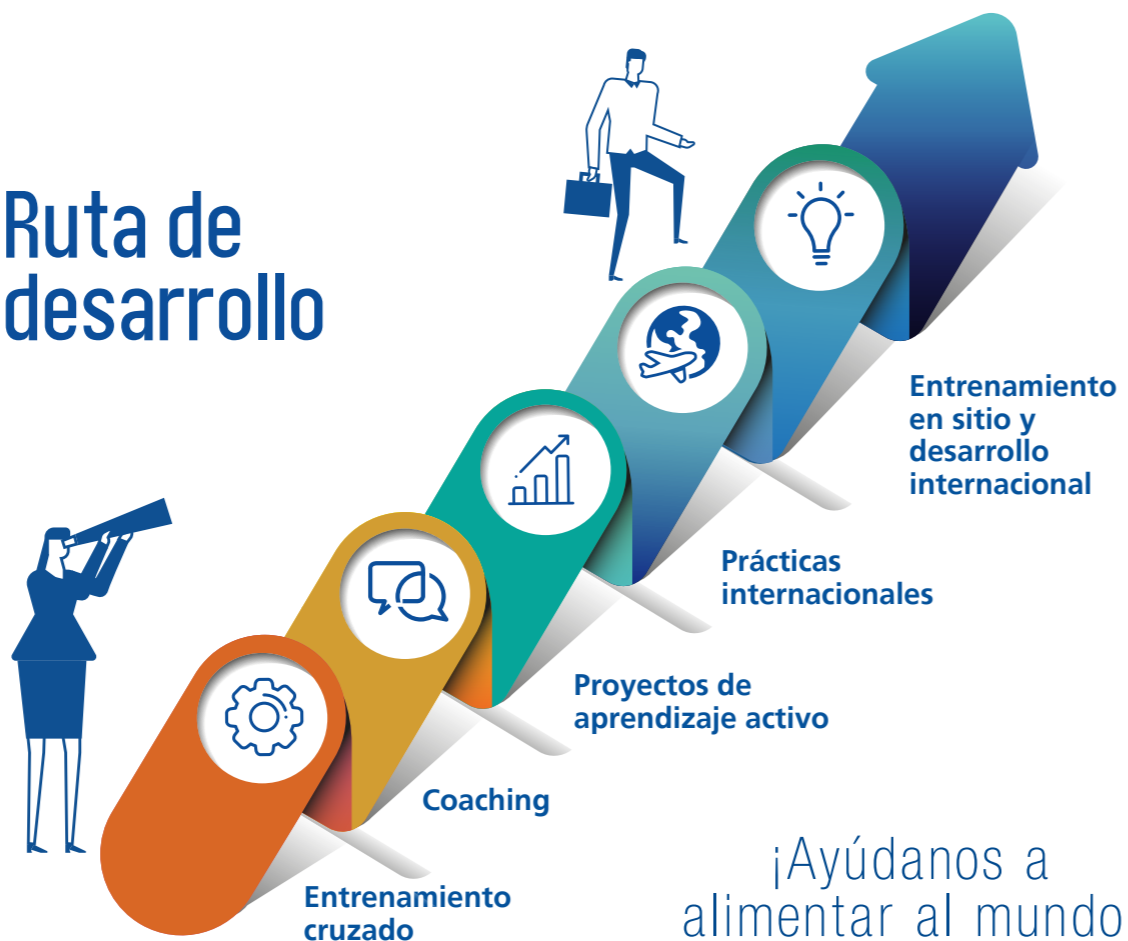 Ruta de
desarrollo
Entrenamiento
en sitio y
desarrollo
internacional
Prácticas
internacionales
Proyectos de
aprendizaje activo
Coaching
Entrenamiento
cruzado
¡Ayúdanos a
alimentar al mundo